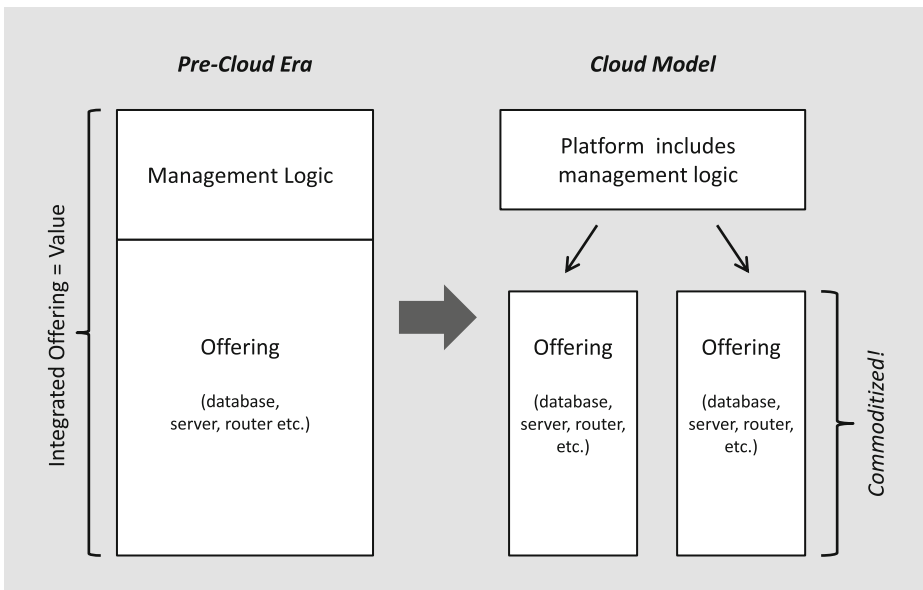 Pre-Cloud Era
Cloud Model
Integrated Offering = Value
Management Logic
Offering
(database,
server, router etc.)
Platform includes
management logic
Offering
(database,
server, router,
etc.)
Offering
(database,
server, router,
etc.)
Commoditized!